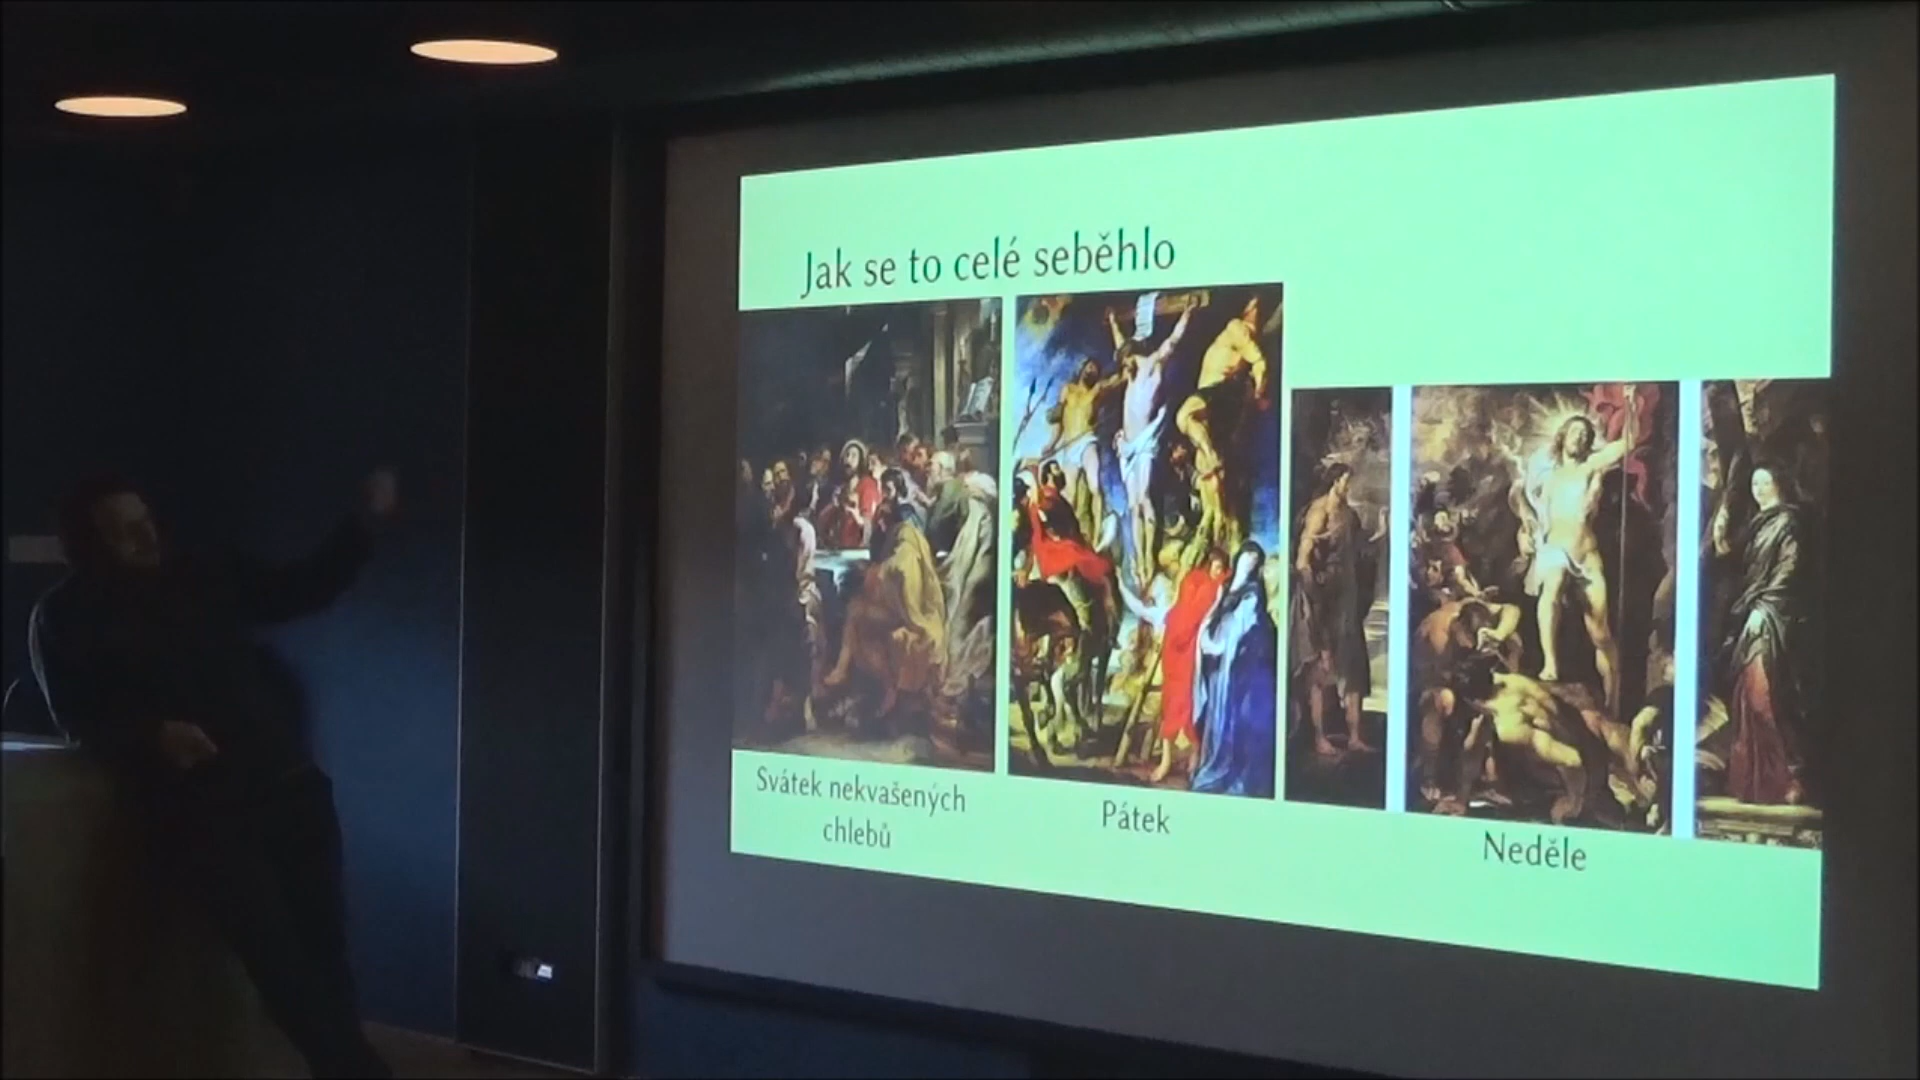 Jak se to celé seběhlo
Svátek nekvašených
chlebů
Pátek
Neděle